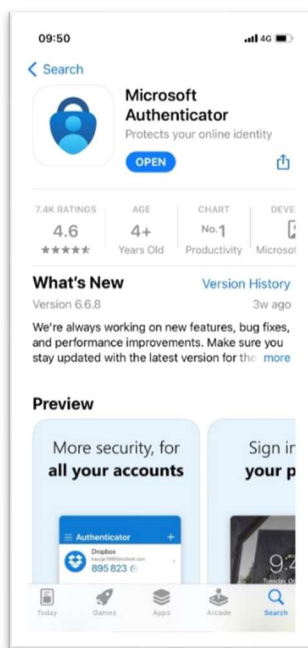 09:50
4G
Search
Microsoft
Authenticator
Protects your online identity
OPEN
7.4K RATINGS
AGE
CHART
DEVE
4.6
4+
No.1
Years Old
Productivity
Microso
What's New
Version History
Version 6.6.8
3w ago
We're always working on new features, bug fixes,
and performance improvements. Make sure you
stay updated with the latest version for the more
Preview
More security, for
all your accounts
Sign in
your p
Authenticator
Dropbox
895 823
9:2
Today
Games
Apps
Arcade
Search